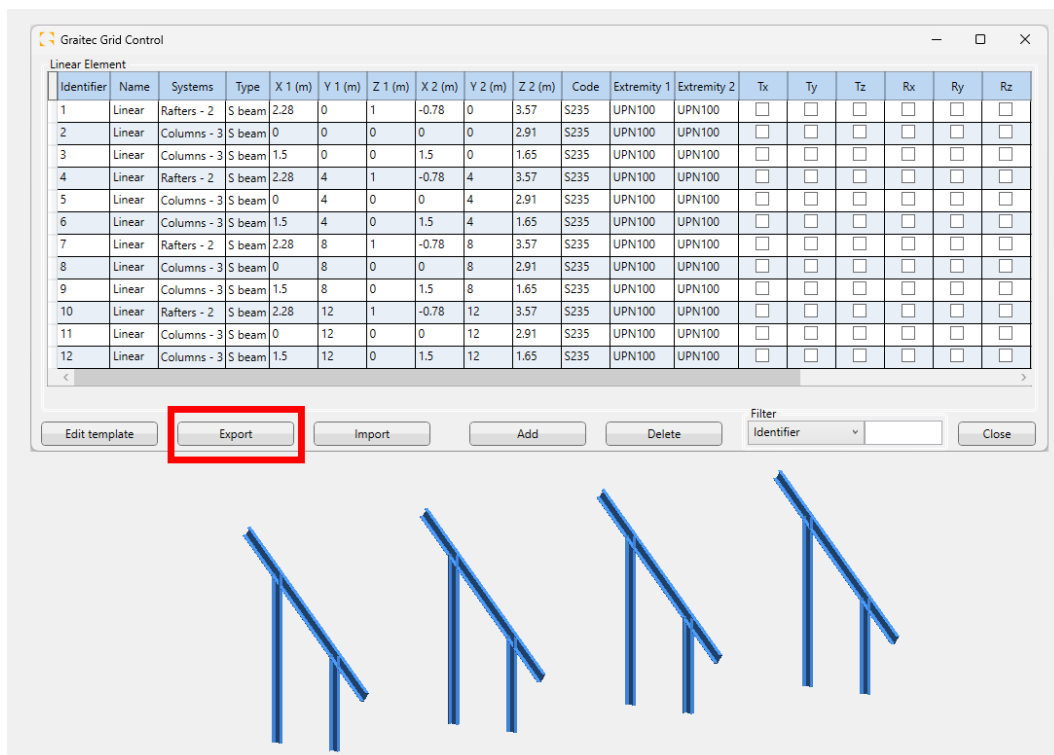 Graitec Grid Control
Linear Element
Identifier Name Systems Type X 1 (m) Y 1 (m) Z 1 (m) X 2 (m) Y 2 (m) Z 2 (m) Code Extremity 1 Extremity 2 Tx Ty Tz Rx Ry Rz
1 Linear Rafters - 2 S beam 2.28 0 1 -0.78 0 3.57 S235 UPN100 UPN100
2 Linear Columns - 3 S beam 0 0 0 0 0 2.91 S235 UPN100 UPN100
3 Linear Columns - 3 S beam 1.5 0 0 1.5 0 1.65 S235 UPN100 UPN100
4 Linear Rafters - 2 S beam 2.28 4 1 -0.78 4 3.57 S235 UPN100 UPN100
5 Linear Columns - 3 S beam 0 4 0 0 4 2.91 S235 UPN100 UPN100
6 Linear Columns - 3 S beam 1.5 4 0 1.5 4 1.65 S235 UPN100 UPN100
7 Linear Rafters - 2 S beam 2.28 8 1 -0.78 8 3.57 S235 UPN100 UPN100
8 Linear Columns - 3 S beam 0 8 0 0 8 2.91 S235 UPN100 UPN100
9 Linear Columns - 3 S beam 1.5 8 0 1.5 8 1.65 S235 UPN100 UPN100
10 Linear Rafters - 2 S beam 2.28 12 1 -0.78 12 3.57 S235 UPN100 UPN100
11 Linear Columns - 3 S beam 0 12 0 0 12 2.91 S235 UPN100 UPN100
12 Linear Columns - 3 S beam 1.5 12 0 1.5 12 1.65 S235 UPN100 UPN100
Filter
Edit template Export Import Add Delete Identifier Close